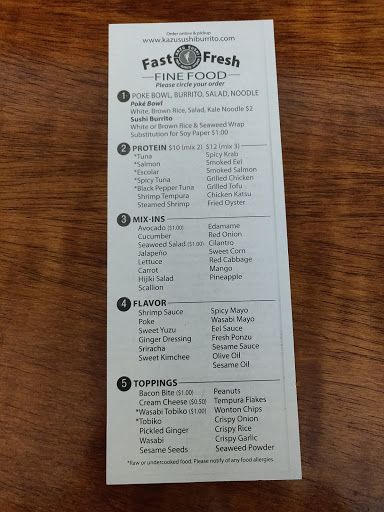 Order online & pickup
www.kazusushiburrito.com
Fast Fresh
FINE FOOD
Please circle your order
1 POKE BOWL, BURRITO, SALAD, NOODLE
Poké Bowl
White, Brown Rice, Salad, Kale Noodle $2
Sushi Burrito
White or Brown Rice & Seaweed Wrap
Substitution for Soy Paper $1:00
2 PROTEIN $10 (mix 2) $12 (mix 3)
*Tuna
*Salmon
*Escolar
*Spicy Tuna
*Black Pepper Tuna
Shrimp Tempura
Steamed Shrimp
Spicy Krab
Smoked Eel
Smoked Salmon
Grilled Chicken
Grilled Tofu
Chicken Katsu
Fried Oyster
3 MIX-INS
Avocado ($1.00)
Cucumber
Seaweed Salad ($1.00)
Jalapeño
Lettuce
Carrot
Hijiki Salad
Scallion
Edamame
Red Onion
Cilantro
Sweet Corn
Red Cabbage
Mango
Pineapple
4 FLAVOR
Shrimp Sauce
Poke
Sweet Yuzu
Ginger Dressing
Sriracha
Sweet Kimchee
Spicy Mayo
Wasabi Mayo
Eel Sauce
Fresh Ponzu
Sesame Sauce
Olive Oil
Sesame Oil
5 TOPPINGS
Bacon Bite ($1.00)
Cream Cheese ($0.50)
*Wasabi Tobiko ($1.00)
*Tobiko
Pickled Ginger
Wasabi
Sesame Seeds
Peanuts
Tempura Flakes
Wonton Chips
Crispy Onion
Crispy Rice
Crispy Garlic
Seaweed Powder
*Raw or undercooked food. Please notify of any food allergies.